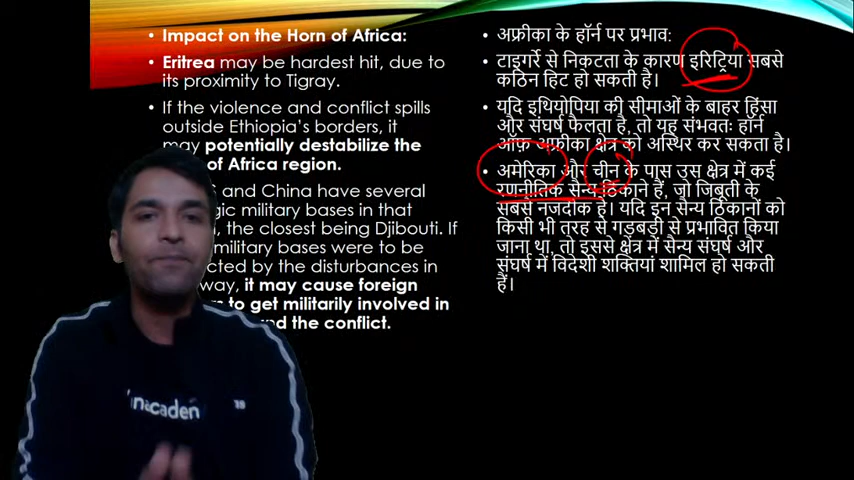 Impact on the Horn of Africa:
Eritrea may be hardest hit, due to
its proximity to Tigray.
If the violence and conflict spills
outside Ethiopia's borders, it
may potentially destabilize the
of Africa region.
and China have several
military bases in that
, the closest being Djibouti. If
military bases were to be
by the disturbances in
way, it may cause foreign
to get militarily involved in
the conflict.
अफ्रीका के हॉर्न पर प्रभाव:
टाइगर्रे से निकटता के कारण इरिट्रिया सबसे
कठिन हिट हो सकती है।
यदि इथियोपिया की सीमाओं के बाहर हिंसा
और संघर्ष फैलता है, तो यह संभवतः हॉर्न
ऑफ़ अफ्रीका क्षेत्र को अस्थिर कर सकता है।
अमेरिका और चीन के पास उस क्षेत्र में कई
रणनीतिक सैन्य ठिकाने हैं, जो जिबूती के
सबसे नजदीक है। यदि इन सैन्य ठिकानों को
किसी भी तरह से गड़बड़ी से प्रभावित किया
जाना था, तो इससे क्षेत्र में सैन्य संघर्ष और
संघर्ष में विदेशी शक्तियां शामिल हो सकती
हैं।